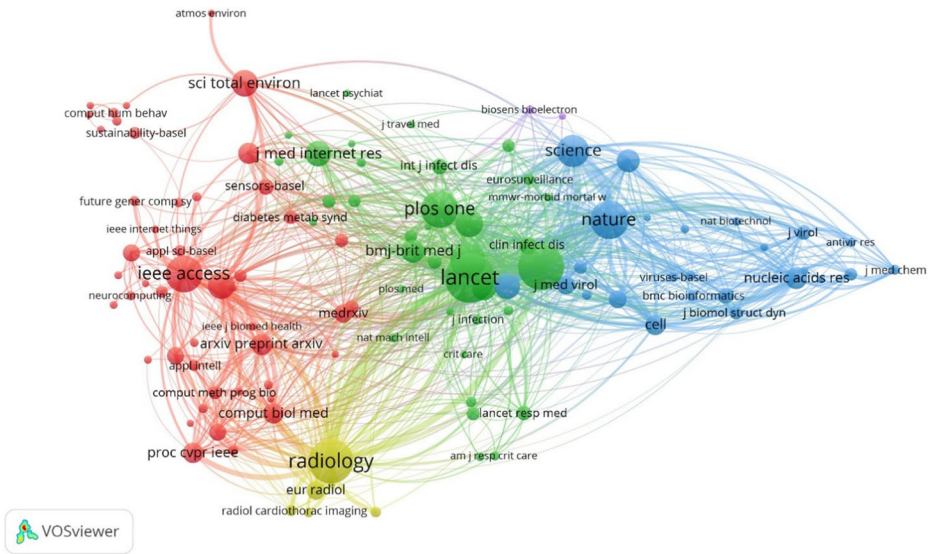 atmos environ
sci total environ
lancet psychiat
comput hum behav
biosens bioelectron
sustainability-basel
j travel med
j med internet res
science
int j infect dis
sensors-basel
eurosurveillance
mmwr-morbid mortal w
future gener comp sy
plos one
diabetes metab synd
nature
nat biotechnol
ieee internet things
j virol
antivir res
appl sci-basel
bmj-brit med j
clin infect dis
ieee access
lancet
j med chem
viruses-basel
nucleic acids res
neurocomputing
plos med
j med virol
bmc bioinformatics
medrxiv
j biomol struct dyn
j infection
cell
ieee j biomed health
arxiv preprint arxiv
nat mach intell
crit care
appl intell
comput meth prog bio
comput biol med
lancet resp med
proc cvpr ieee
am j resp crit care
radiology
eur radiol
radiol cardiothorac imaging
VOSviewer